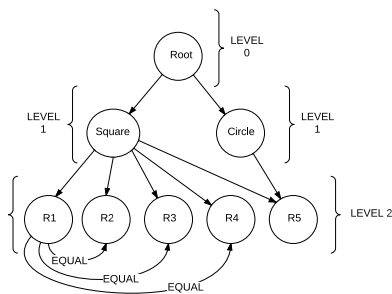 Root
LEVEL
0
LEVEL
1
Square
Circle
LEVEL
1
R1
R2
R3
R4
R5
LEVEL 2
EQUAL
EQUAL
EQUAL